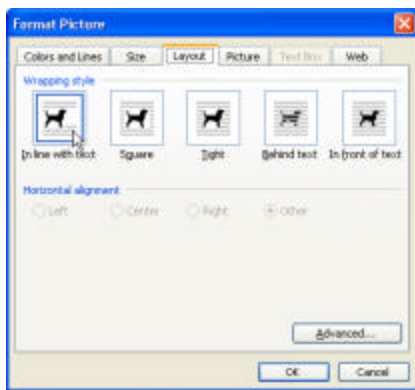 Format Picture
Colors and Lines Size Layout Picture Text Box Web
Wrapping style
In line with text Square Tight Behind text In front of text
Horizontal alignment
Left Center Right Other
Advanced...
OK Cancel